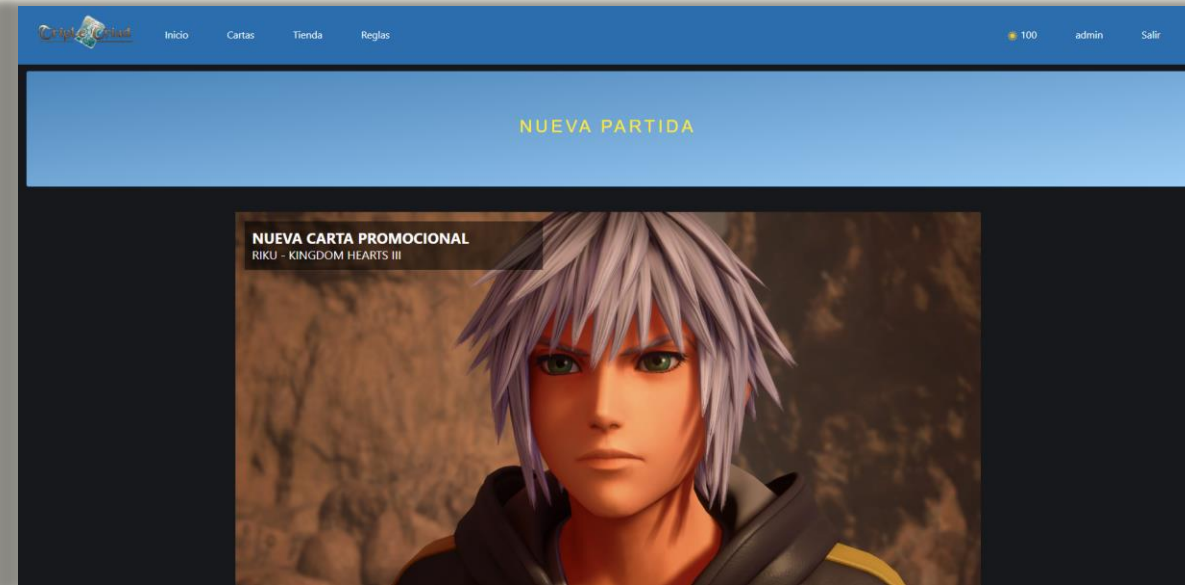 Triple Triad
Inicio Cartas Tienda Reglas 100 admin Salir
NUEVA PARTIDA
NUEVA CARTA PROMOCIONAL
RIKU - KINGDOM HEARTS III